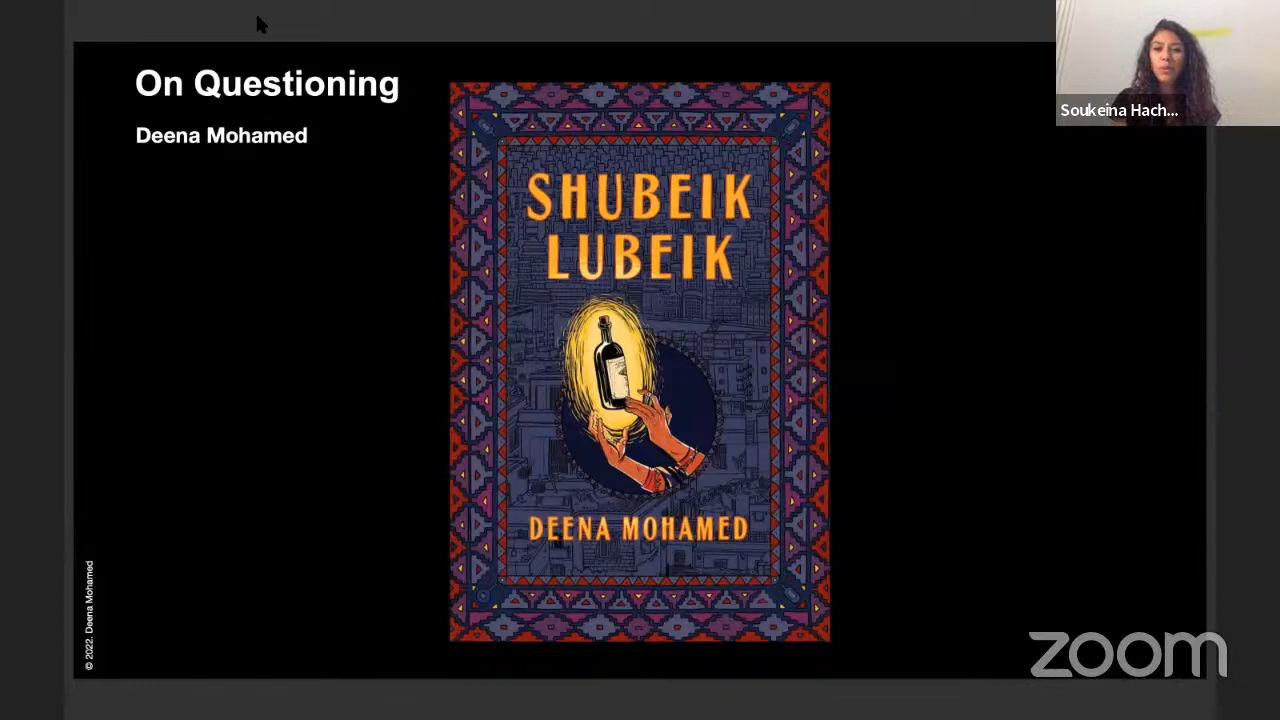 On Questioning
Deena Mohamed
SHUBEIK
LUBEIK
DEENA MOHAMED
© 2022. Deena Mohamed
Soukeina Hach...
zoom